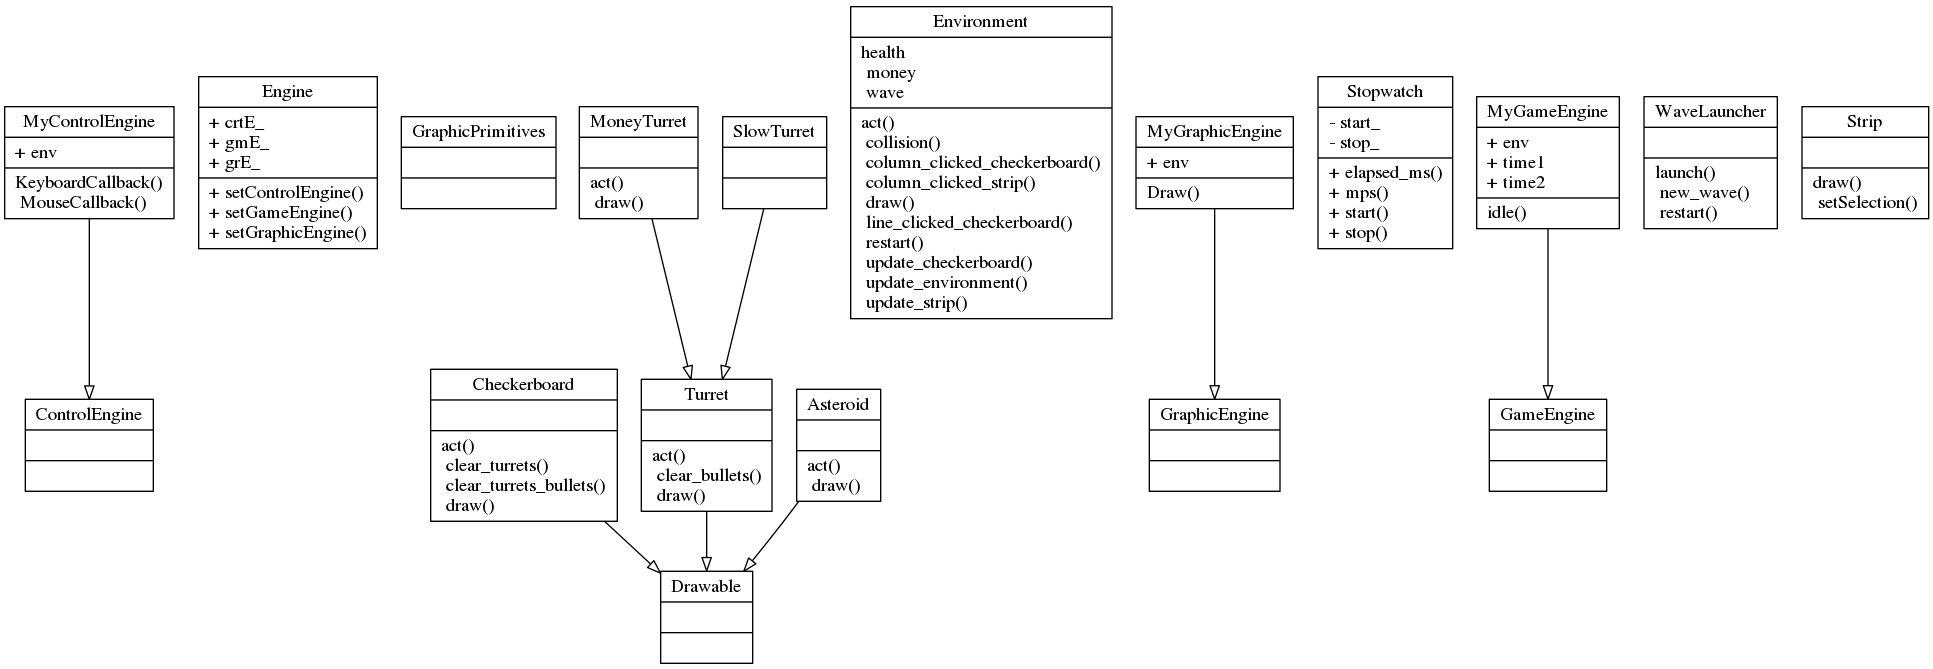 MyControlEngine
+ env
KeyboardCallback()
MouseCallback()
Engine
+ crtE_
+ gmE_
+ grE_
+ setControlEngine()
+ setGameEngine()
+ setGraphicEngine()
GraphicPrimitives
MoneyTurret
act()
draw()
SlowTurret
Environment
health
money
wave
act()
collision()
column_clicked_checkerboard()
column_clicked_strip()
draw()
line_clicked_checkerboard()
restart()
update_checkerboard()
update_environment()
update_strip()
MyGraphicEngine
+ env
Draw()
Stopwatch
- start_
- stop_
+ elapsed_ms()
+ mps()
+ start()
+ stop()
MyGameEngine
+ env
+ time1
+ time2
idle()
WaveLauncher
launch()
new_wave()
restart()
Strip
draw()
setSelection()
ControlEngine
Checkerboard
act()
clear_turrets()
clear_turrets_bullets()
draw()
Turret
act()
clear_bullets()
draw()
Asteroid
act()
draw()
GraphicEngine
GameEngine
Drawable